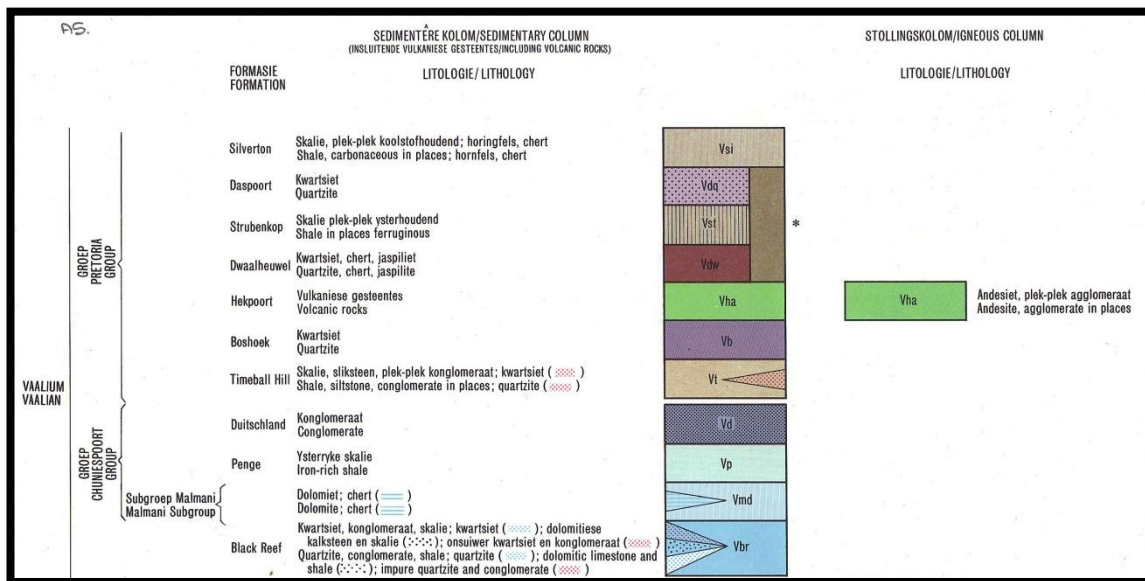 A5.
SEDIMENTÊRE KOLOM/SEDIMENTARY COLUMN
(INSLUITENDE VULKANIESE GESTEENTES/INCLUDING VOLCANIC ROCKS)
STOLLINGSKOLOM/IGNEOUS COLUMN
FORMASIE
FORMATION
LITOLOGIE/LITHOLOGY
LITOLOGIE/LITHOLOGY
VAALIUM
VAALIAN
GROEP
PRETORIA
GROUP
Silverton
Skalie, plek-plek koolstofhoudend; horingfels, chert
Shale, carbonaceous in places; hornfels, chert
Vsi
Daspoort
Kwartsiet
Quartzite
Vdq
Strubenkop
Skalie plek-plek ysterhoudend
Shale in places ferruginous
Vst
*
Dwaalheuwel
Kwartsiet, chert, jaspiliet
Quartzite, chert, jaspilite
Vdw
Hekpoort
Vulkaniese gesteentes
Volcanic rocks
Vha
Vha
Andesiet, plek-plek agglomeraat
Andesite, agglomerate in places
Boshoek
Kwartsiet
Quartzite
Vb
Timeball Hill
Skalie, sliksteen, plek-plek konglomeraat; kwartsiet ( )
Shale, siltstone, conglomerate in places; quartzite ( )
Vt
GROEP
CHUNIESPOORT
GROUP
Duitschland
Konglomeraat
Conglomerate
Vd
Penge
Ysterryke skalie
Iron-rich shale
Vp
Subgroep Malmani
Malmani Subgroup
Dolomiet; chert ( )
Dolomite; chert ( )
Vmd
Black Reef
Kwartsiet, konglomeraat, skalie; kwartsiet ( ); dolomitiese
kalksteen en skalie ( ); onsuiwer kwartsiet en konglomeraat ( )
Quartzite, conglomerate, shale; quartzite ( ); dolomitic limestone and
shale ( ); impure quartzite and conglomerate ( )
Vbr